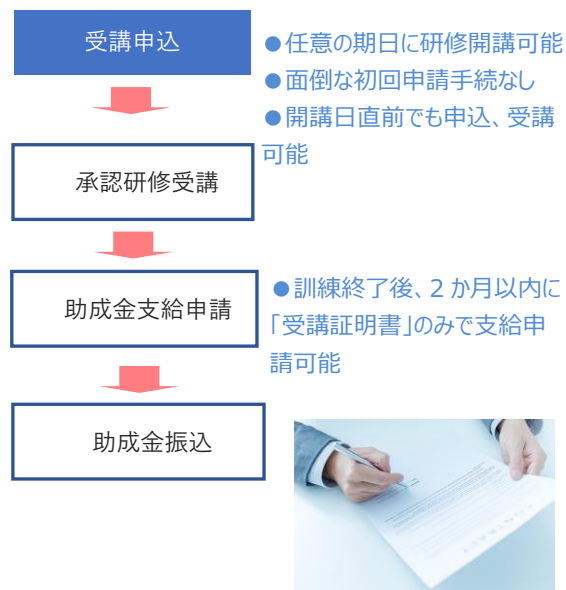 受講申込
●任意の期日に研修開講可能
●面倒な初回申請手続なし
●開講日直前でも申込、受講
可能
承認研修受講
助成金支給申請
●訓練終了後、2か月以内に
「受講証明書」のみで支給申
請可能
助成金振込
CONTRACT